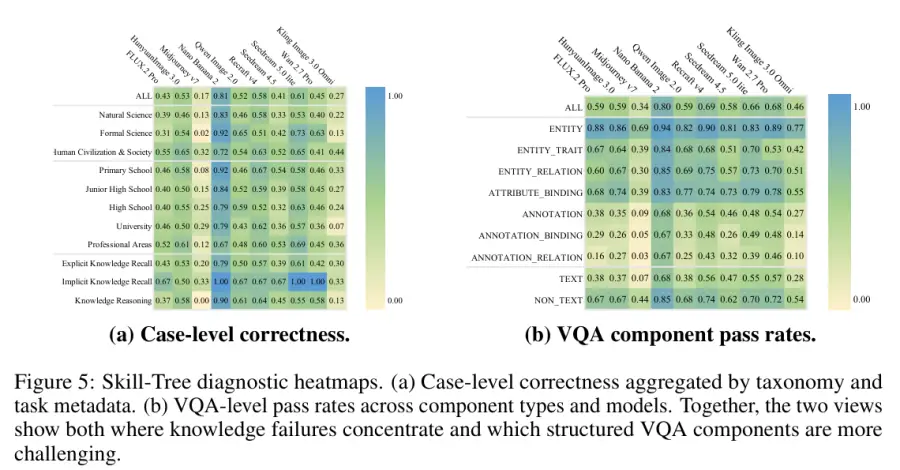 FLUX.2 Pro
HunyuanImage 3.0
Midjourney v7
Nano Banana 2
Qwen Image 2.0
Recraft v4
Seedream 4.5
Seedream 5.0 lite
Wan 2.7 Pro
Kling Image 3.0 Omni
ALL 0.43 0.53 0.17 0.81 0.52 0.58 0.41 0.61 0.45 0.27
Natural Science 0.39 0.46 0.13 0.83 0.46 0.58 0.33 0.53 0.40 0.22
Formal Science 0.31 0.54 0.02 0.92 0.65 0.51 0.42 0.73 0.63 0.13
Human Civilization & Society 0.55 0.65 0.32 0.72 0.54 0.63 0.52 0.65 0.41 0.44
Primary School 0.46 0.58 0.08 0.92 0.46 0.67 0.54 0.58 0.46 0.33
Junior High School 0.40 0.50 0.15 0.84 0.52 0.59 0.39 0.58 0.45 0.27
High School 0.40 0.55 0.25 0.79 0.59 0.52 0.32 0.63 0.46 0.24
University 0.46 0.50 0.29 0.79 0.43 0.62 0.36 0.57 0.36 0.07
Professional Areas 0.52 0.61 0.12 0.67 0.48 0.60 0.53 0.69 0.45 0.36
Explicit Knowledge Recall 0.43 0.53 0.20 0.79 0.50 0.57 0.39 0.61 0.42 0.30
Implicit Knowledge Recall 0.67 0.50 0.33 1.00 0.67 0.67 0.67 1.00 1.00 0.33
Knowledge Reasoning 0.37 0.58 0.00 0.90 0.61 0.64 0.45 0.55 0.58 0.13
1.00
0.00
(a) Case-level correctness.
FLUX.2 Pro
HunyuanImage 3.0
Midjourney v7
Nano Banana 2
Qwen Image 2.0
Recraft v4
Seedream 4.5
Seedream 5.0 lite
Wan 2.7 Pro
Kling Image 3.0 Omni
ALL 0.59 0.59 0.34 0.80 0.59 0.69 0.58 0.66 0.68 0.46
ENTITY 0.88 0.86 0.69 0.94 0.82 0.90 0.81 0.83 0.89 0.77
ENTITY_TRAIT 0.67 0.64 0.39 0.84 0.68 0.68 0.51 0.70 0.53 0.42
ENTITY_RELATION 0.60 0.67 0.30 0.85 0.69 0.75 0.57 0.73 0.70 0.51
ATTRIBUTE_BINDING 0.68 0.74 0.39 0.83 0.77 0.74 0.73 0.79 0.78 0.55
ANNOTATION 0.38 0.35 0.09 0.68 0.36 0.54 0.46 0.48 0.54 0.27
ANNOTATION_BINDING 0.29 0.26 0.05 0.67 0.33 0.48 0.26 0.49 0.48 0.14
ANNOTATION_RELATION 0.16 0.27 0.03 0.67 0.25 0.43 0.32 0.39 0.46 0.10
TEXT 0.38 0.37 0.07 0.68 0.38 0.56 0.47 0.55 0.57 0.28
NON_TEXT 0.67 0.67 0.44 0.85 0.68 0.74 0.62 0.70 0.72 0.54
1.00
0.00
(b) VQA component pass rates.
Figure 5: Skill-Tree diagnostic heatmaps. (a) Case-level correctness aggregated by taxonomy and
task metadata. (b) VQA-level pass rates across component types and models. Together, the two views
show both where knowledge failures concentrate and which structured VQA components are more
challenging.